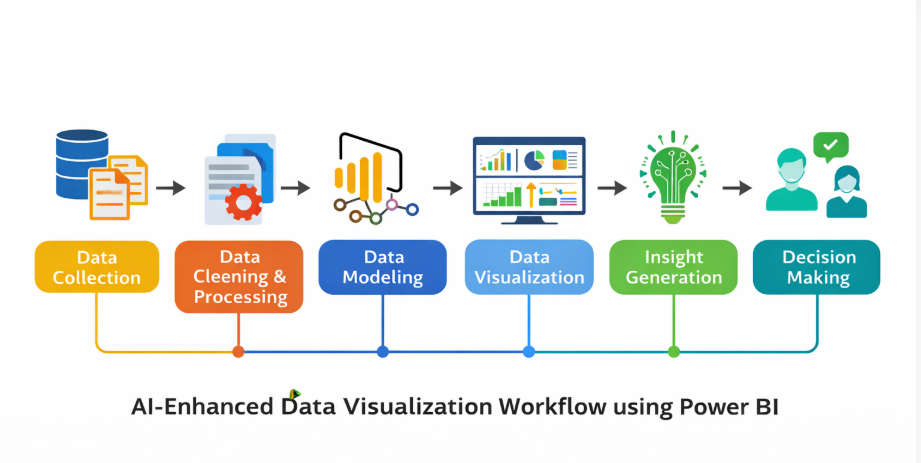 Data
Collection
Data
Cleening &
Processing
Data
Modeling
Data
Visualization
Insight
Generation
Decision
Making
AI-Enhanced Data Visualization Workflow using Power BI